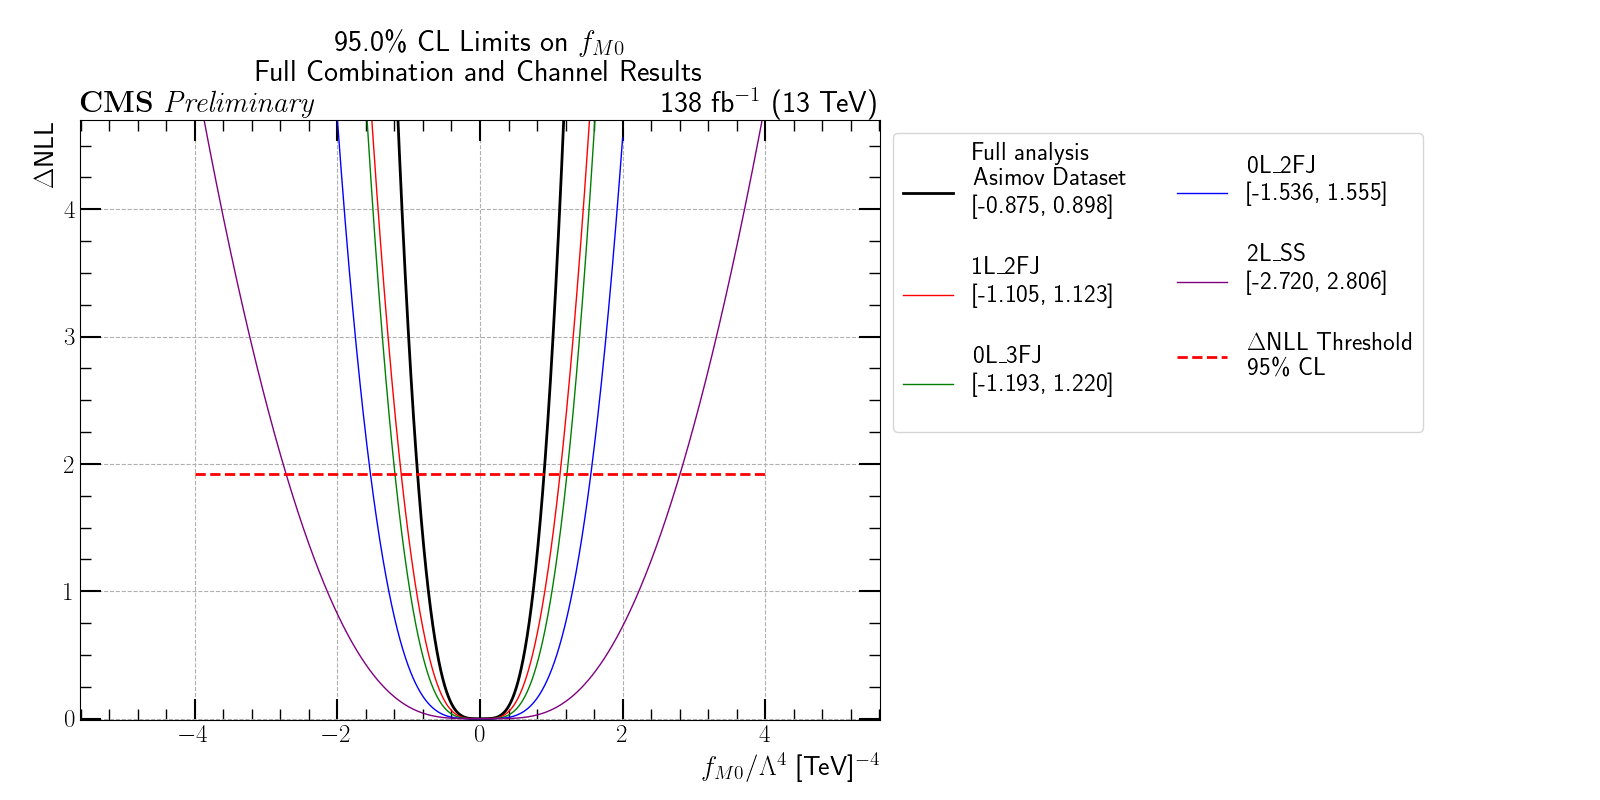 95.0% CL Limits on f_{M0}
Full Combination and Channel Results
CMS Preliminary
138 fb⁻¹ (13 TeV)
ΔNLL
4
3
2
1
0
−4
−2
0
2
4
f_{M0}/Λ⁴ [TeV]⁻⁴
Full analysis
Asimov Dataset
[-0.875, 0.898]
1L_2FJ
[-1.105, 1.123]
0L_3FJ
[-1.193, 1.220]
0L_2FJ
[-1.536, 1.555]
2L_SS
[-2.720, 2.806]
ΔNLL Threshold
95% CL